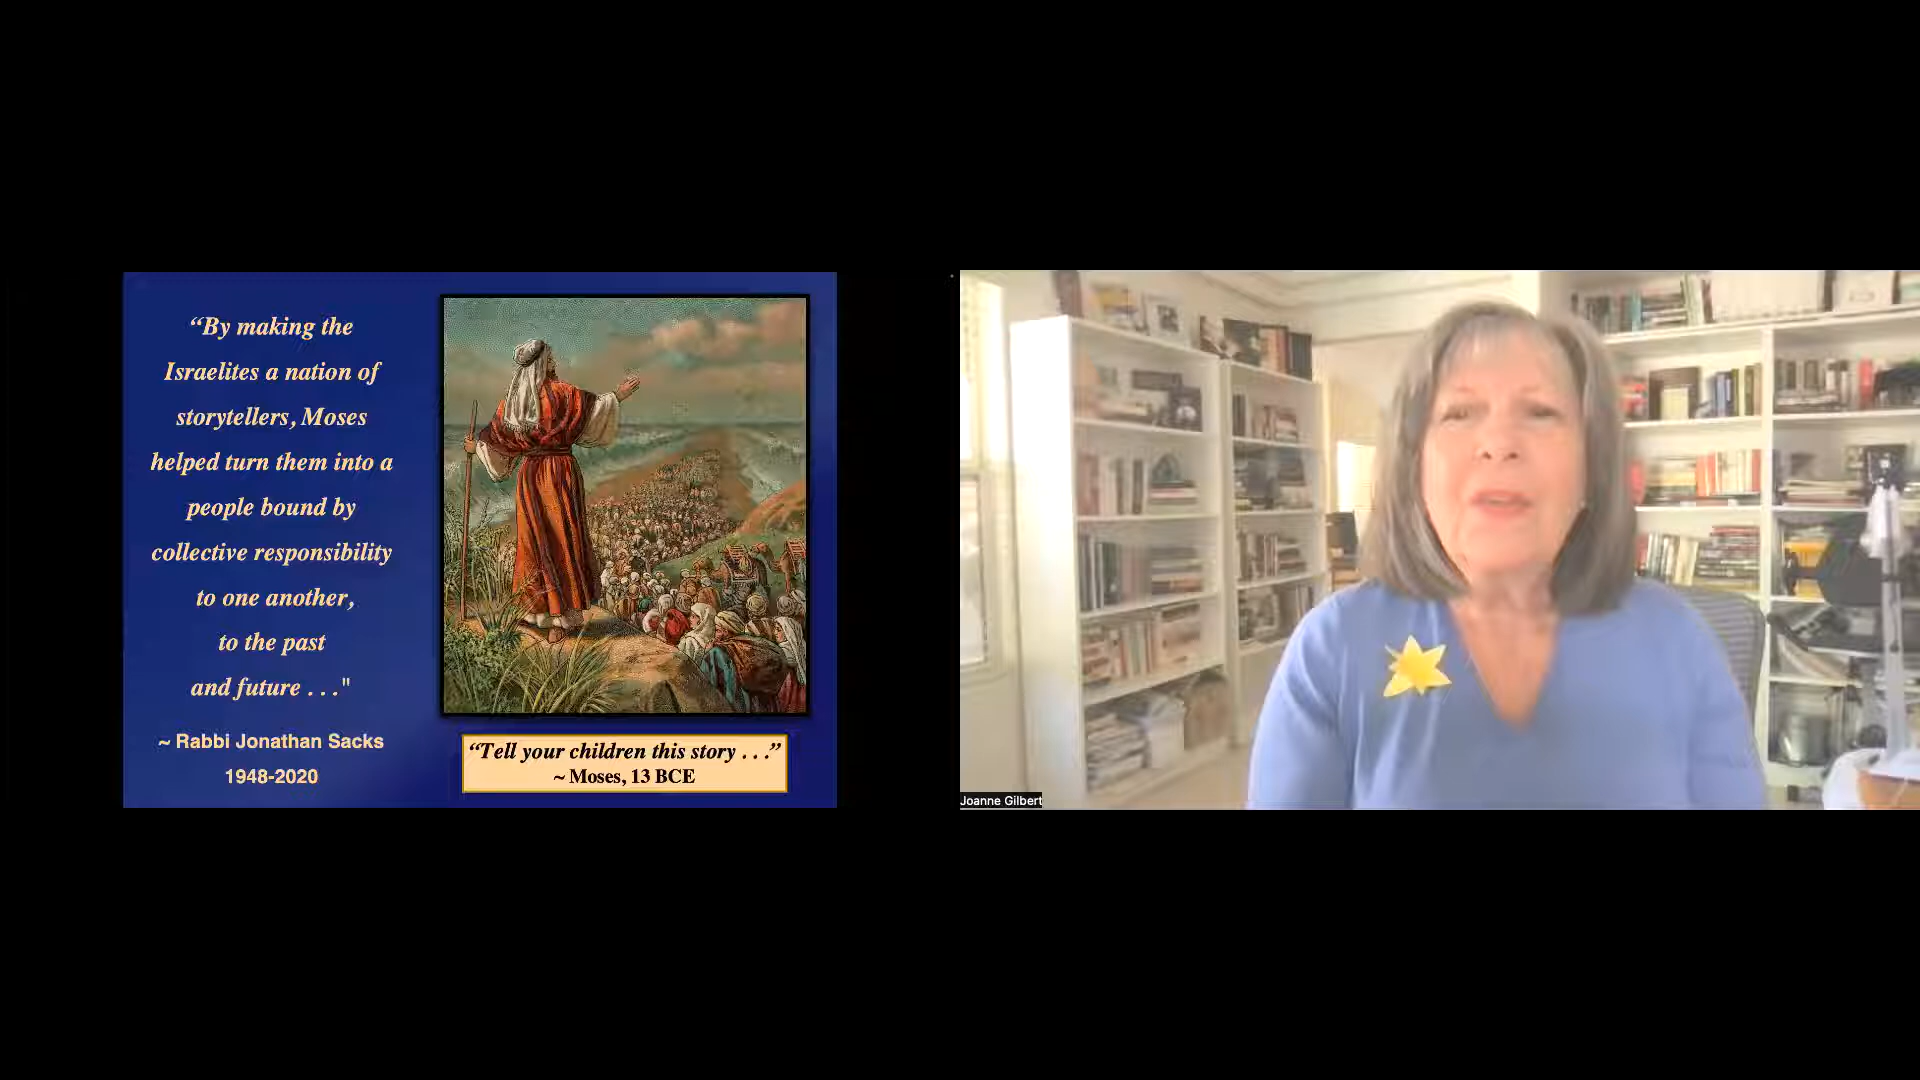 “By making the
Israelites a nation of
storytellers, Moses
helped turn them into a
people bound by
collective responsibility
to one another,
to the past
and future . . ."
~ Rabbi Jonathan Sacks
1948-2020
“Tell your children this story . . .”
~ Moses, 13 BCE
Joanne Gilbert